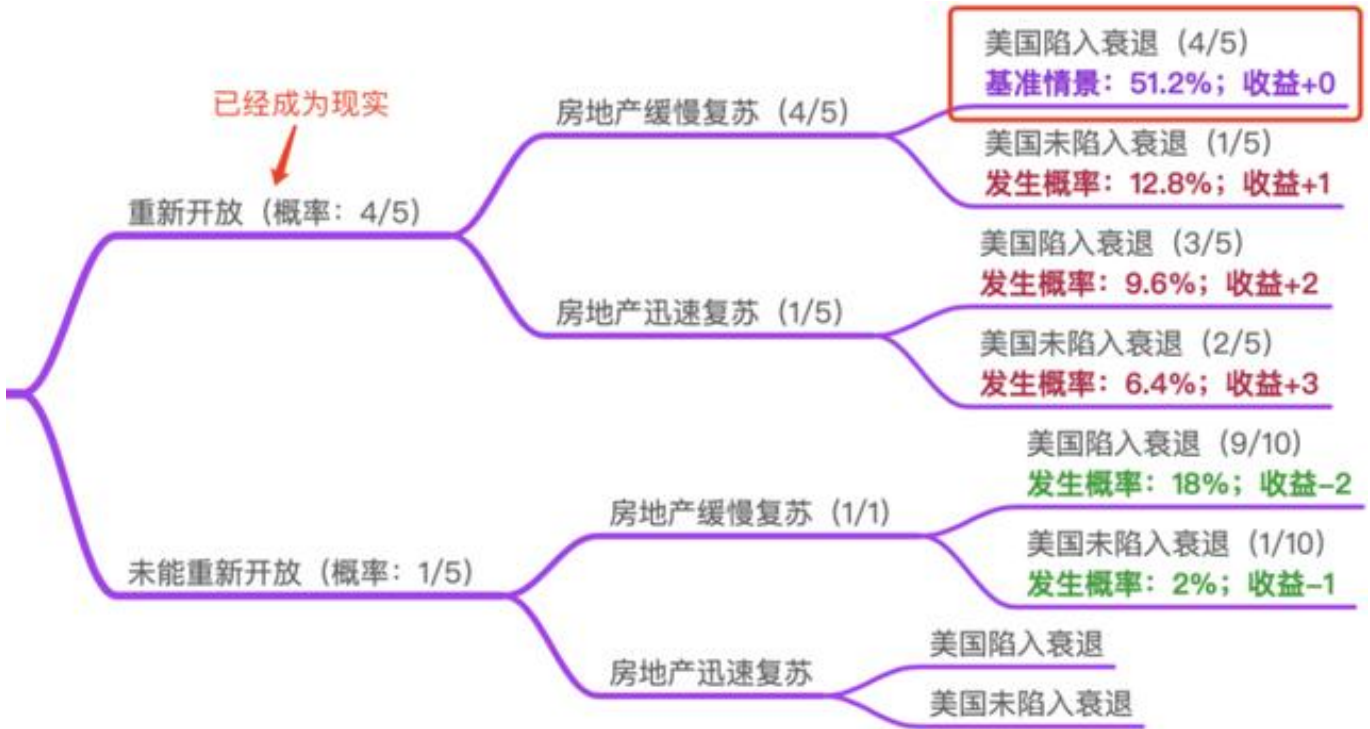 已经成为现实
重新开放（概率：4/5）
房地产缓慢复苏（4/5）
美国陷入衰退（4/5）
基准情景：51.2%；收益+0
美国未陷入衰退（1/5）
发生概率：12.8%；收益+1
房地产迅速复苏（1/5）
美国陷入衰退（3/5）
发生概率：9.6%；收益+2
美国未陷入衰退（2/5）
发生概率：6.4%；收益+3
未能重新开放（概率：1/5）
房地产缓慢复苏（1/1）
美国陷入衰退（9/10）
发生概率：18%；收益-2
美国未陷入衰退（1/10）
发生概率：2%；收益-1
房地产迅速复苏
美国陷入衰退
美国未陷入衰退